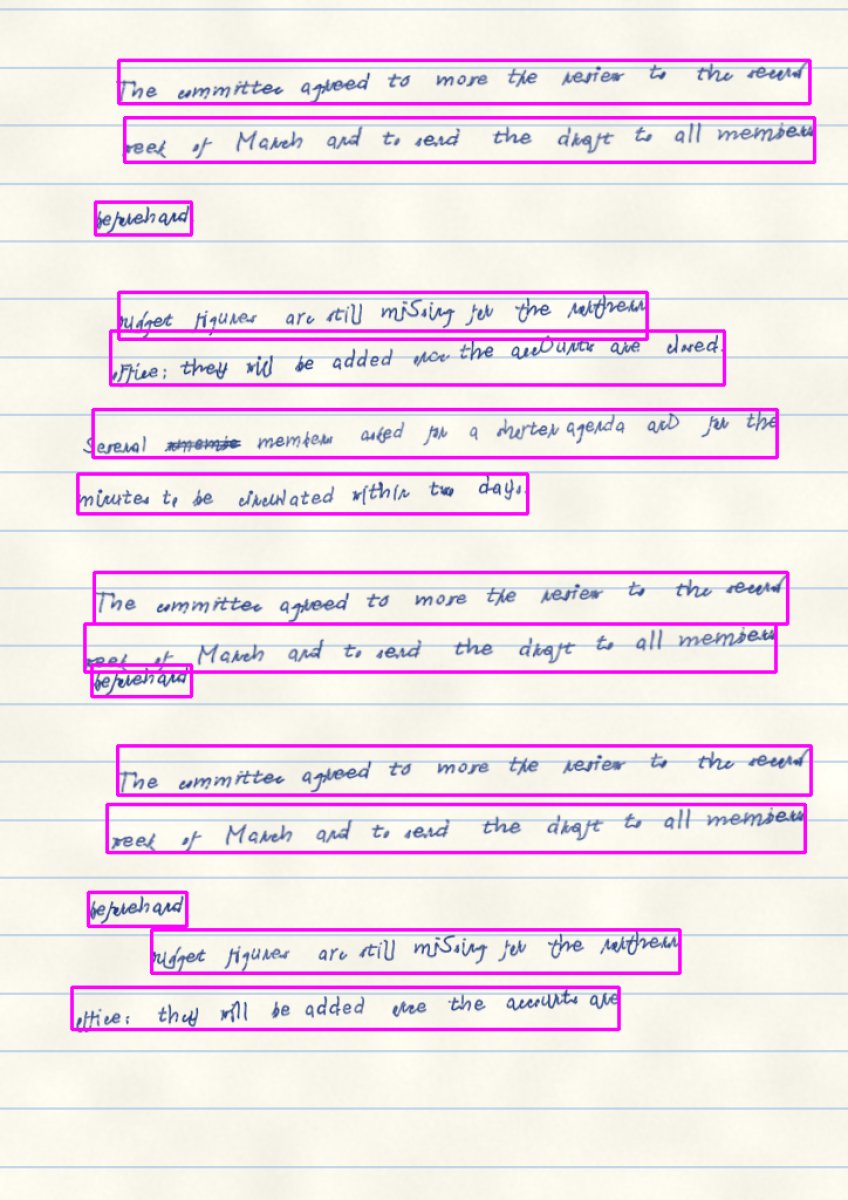 The committee agreed to move the review to the second
week of March and to send the draft to all members
beforehand
budget figures are still missing for the northern
office; they will be added once the accounts are closed.
Several members asked for a shorter agenda and for the
minutes to be circulated within two days.
The committee agreed to move the review to the second
week of March and to send the draft to all members
beforehand
The committee agreed to move the review to the second
week of March and to send the draft to all members
beforehand
budget figures are still missing for the northern
office; they will be added once the accounts are